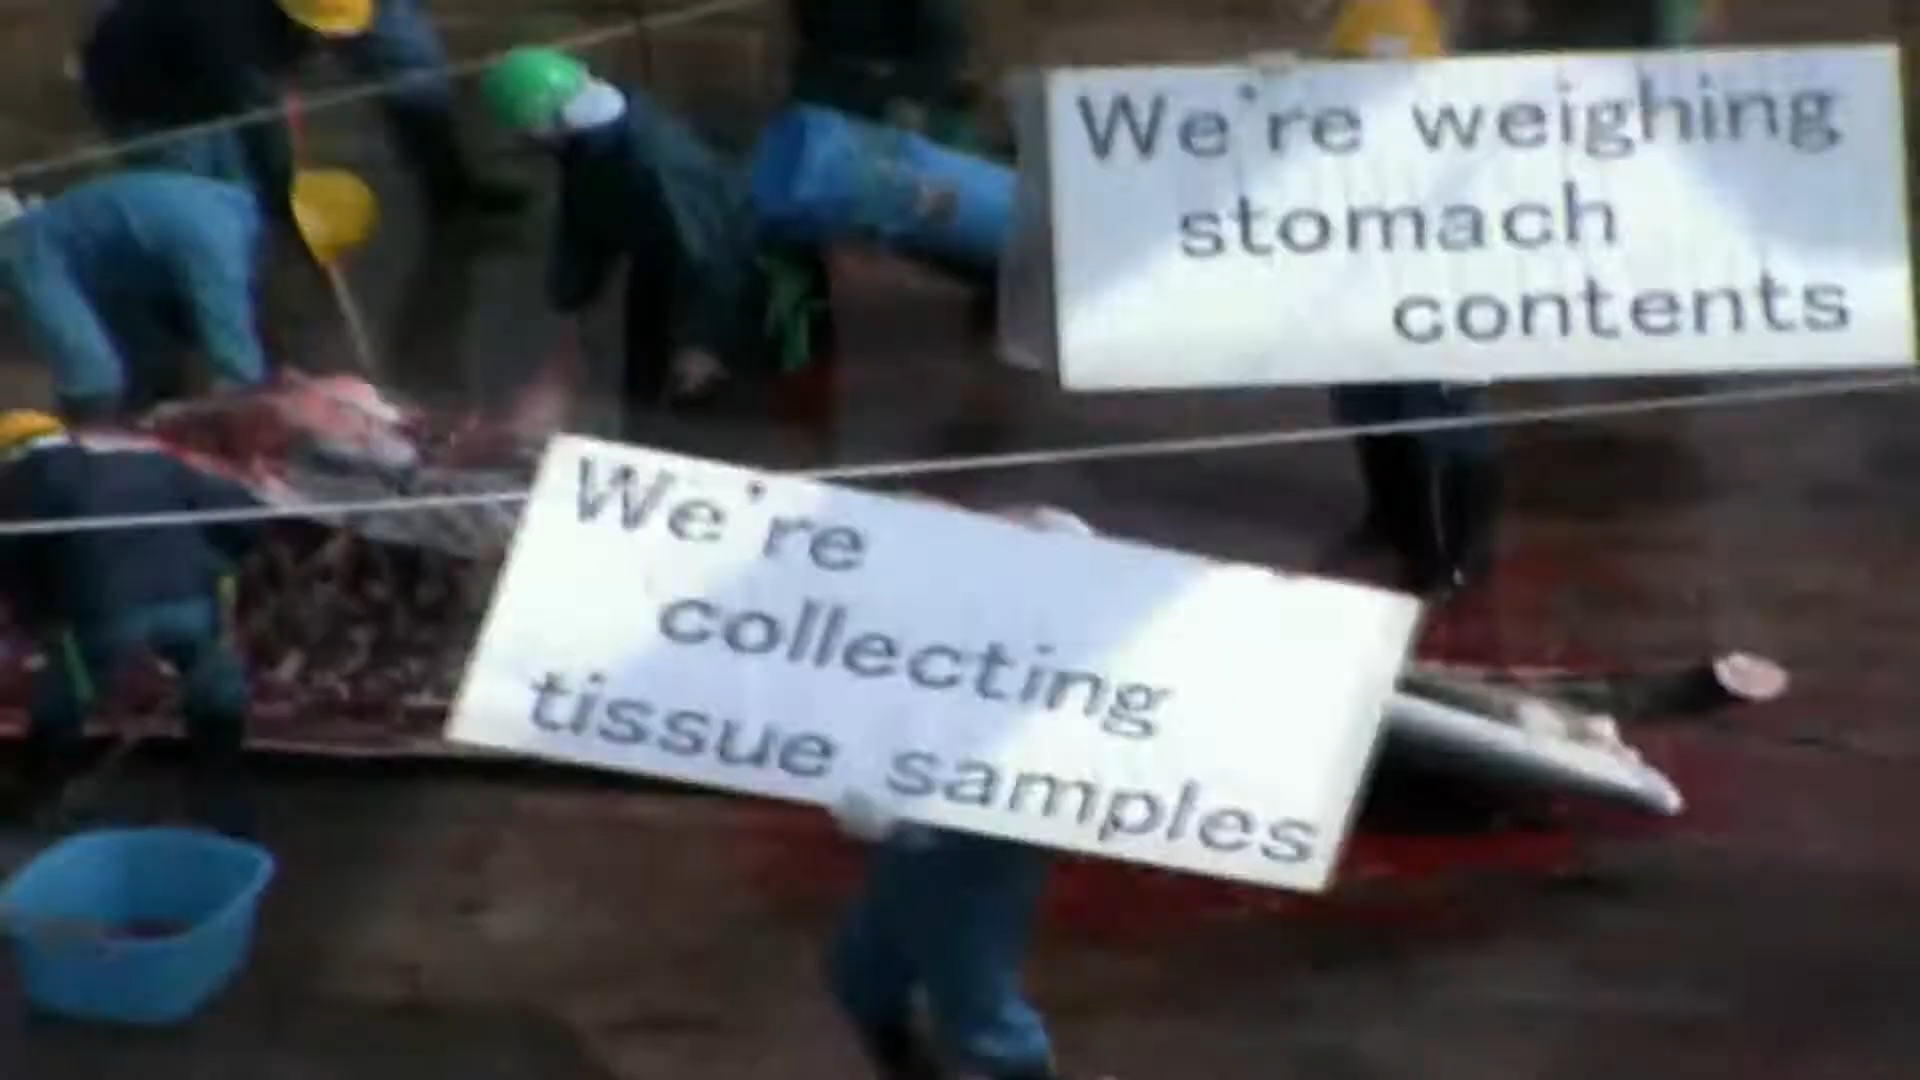 We're weighing
stomach
contents
We're
collecting
tissue samples